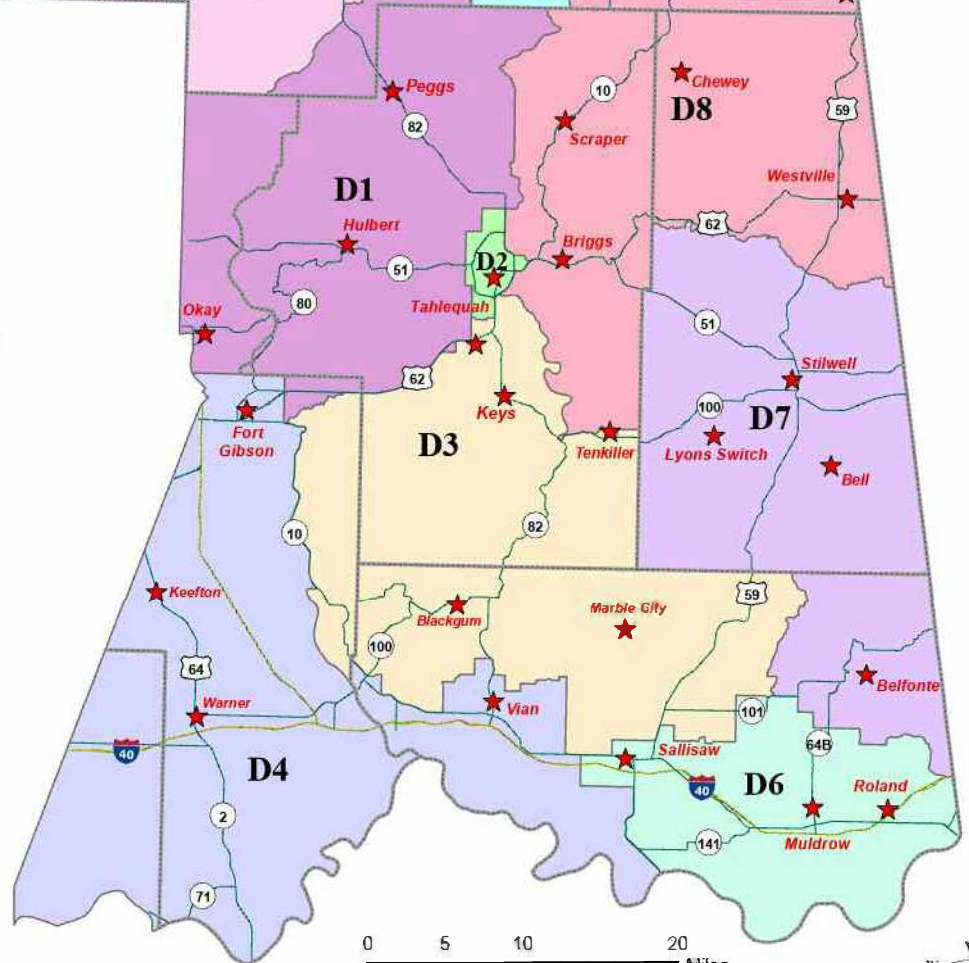 Peggs
82
10
Scraper
Chewey
D8
59
Westville
D1
Hulbert
62
Briggs
D2
51
80
Tahlequah
Okay
51
Stilwell
62
Keys
100
D7
Fort
Gibson
D3
Tenkiller
Lyons Switch
Bell
10
82
Keefton
Blackgum
Marble City
59
100
64
Belfonte
Warner
Vian
101
40
Sallisaw
64B
D4
40
D6
Roland
2
141
Muldrow
71
0 5 10 20
Miles